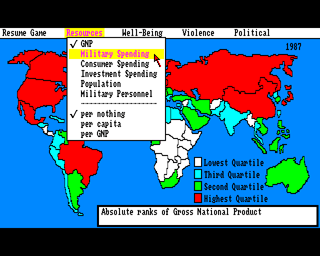 Resume Game Resources Well-Being Violence Political
1987
✓ GNP
Military Spending
Consumer Spending
Investment Spending
Population
Military Personnel
✓ per nothing
per capita
per GMP
Lowest Quartile
Third Quartile
Second Quartile
Highest Quartile
Absolute ranks of Gross National Product